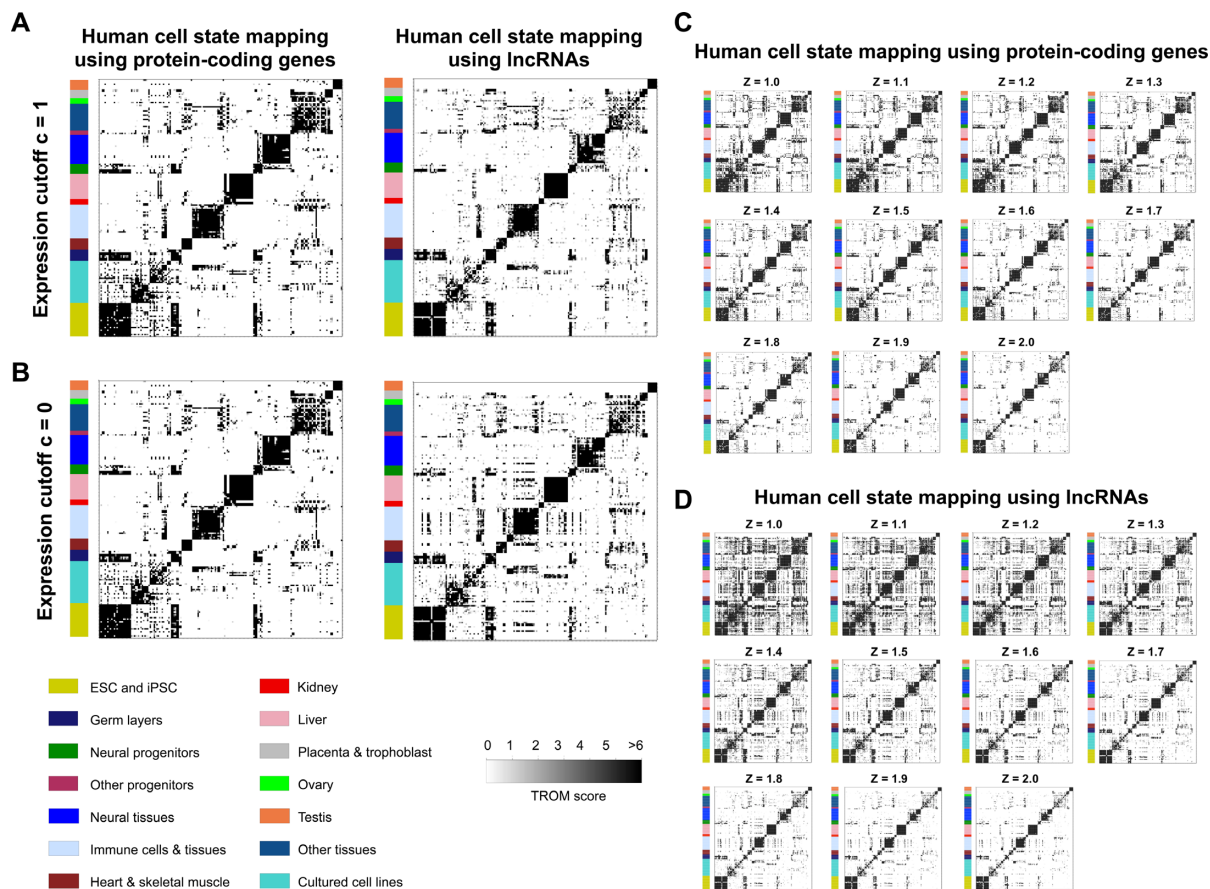 A
Human cell state mapping
using protein-coding genes
Human cell state mapping
using lncRNAs
Expression cutoff c = 1
B
Expression cutoff c = 0
ESC and iPSC
Germ layers
Neural progenitors
Other progenitors
Neural tissues
Immune cells & tissues
Heart & skeletal muscle
Kidney
Liver
Placenta & trophoblast
Ovary
Testis
Other tissues
Cultured cell lines
0 1 2 3 4 5 >6
TROM score
C
Human cell state mapping using protein-coding genes
Z = 1.0 Z = 1.1 Z = 1.2 Z = 1.3
Z = 1.4 Z = 1.5 Z = 1.6 Z = 1.7
Z = 1.8 Z = 1.9 Z = 2.0
D
Human cell state mapping using lncRNAs
Z = 1.0 Z = 1.1 Z = 1.2 Z = 1.3
Z = 1.4 Z = 1.5 Z = 1.6 Z = 1.7
Z = 1.8 Z = 1.9 Z = 2.0